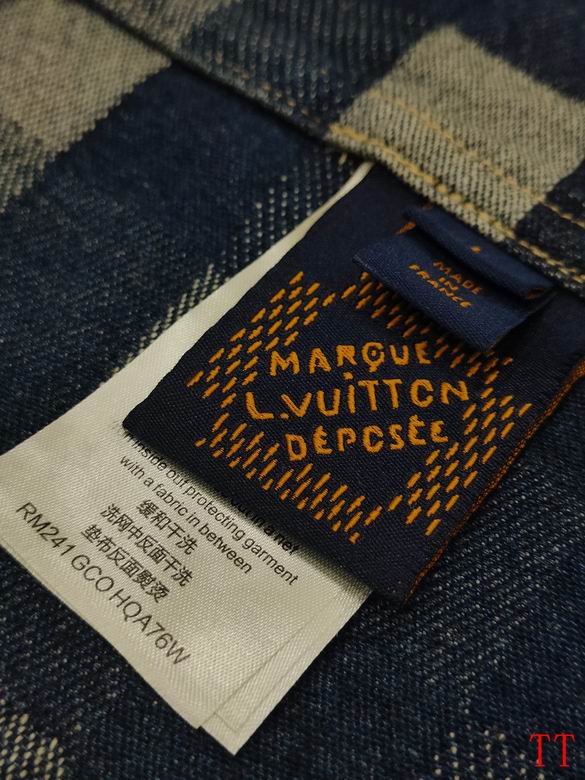 MADE
IN
FRANCE
MARQUE
L.VUITTON
DÉPOSÉE
inside out protecting garment
with a fabric in between
缓和干洗
洗网中反面干洗
垫布反面熨烫
RM241 GCO HQA76W
TT